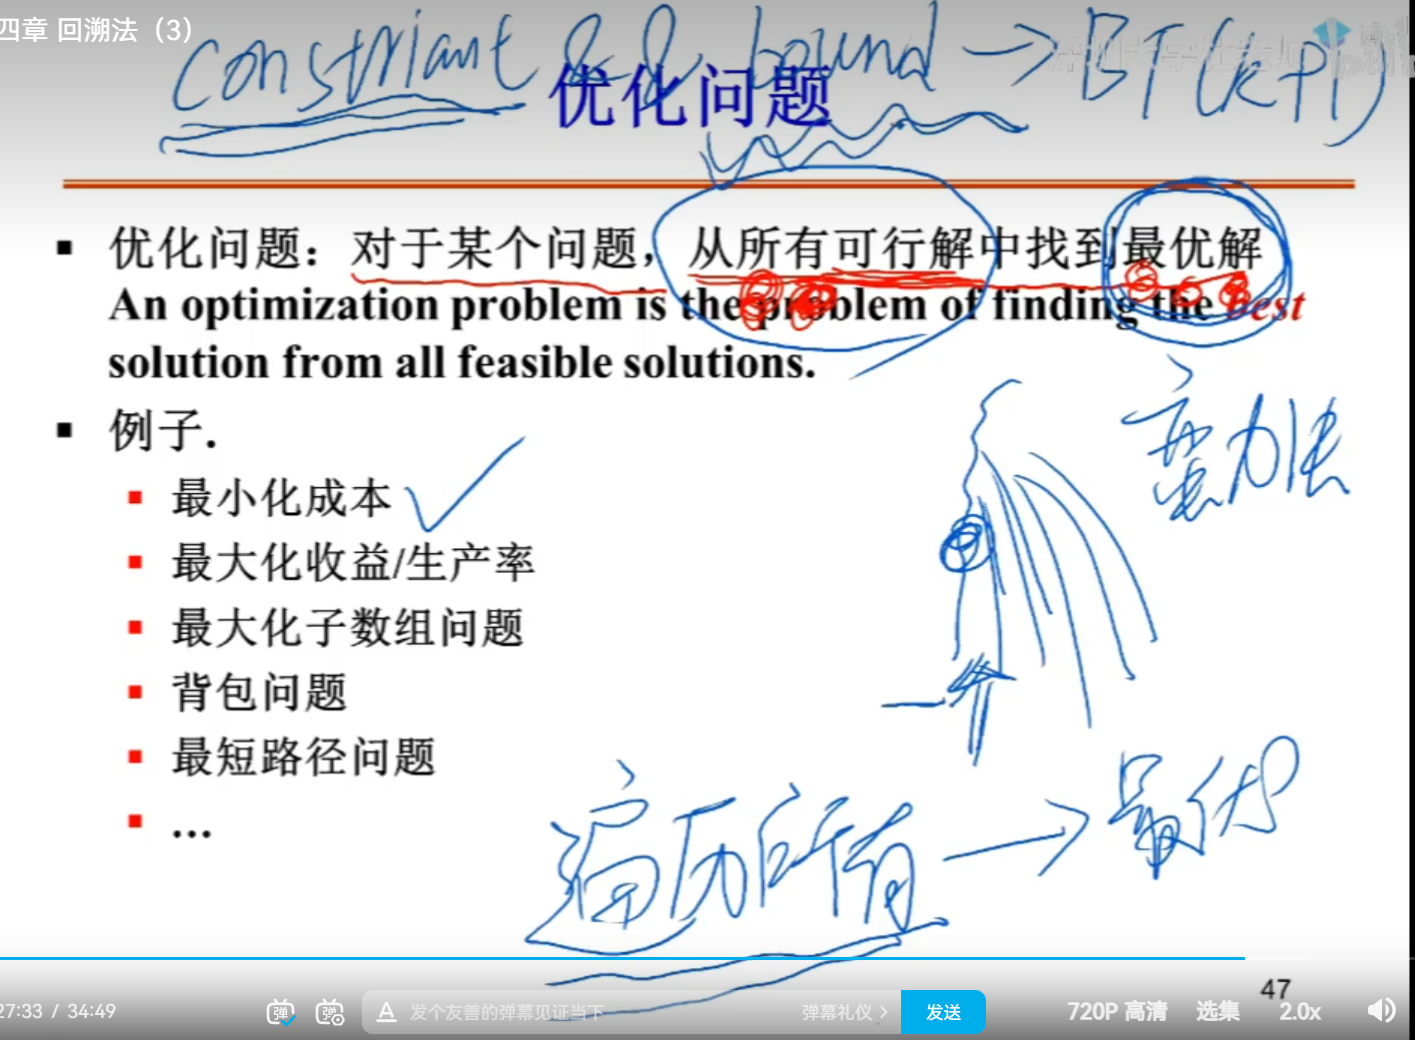 四章 回溯法（3）
constriant && bound → BT(k+1)
优化问题
优化问题：对于某个问题，从所有可行解中找到最优解
An optimization problem is the problem of finding the best
solution from all feasible solutions.
例子.
最小化成本
最大化收益/生产率
最大化子数组问题
背包问题
最短路径问题
...
蛮力法
遍历所有 → 最优
47
27:33 / 34:49
弹
弹
A 发个友善的弹幕见证当下
弹幕礼仪 >
发送
720P 高清
选集
2.0x